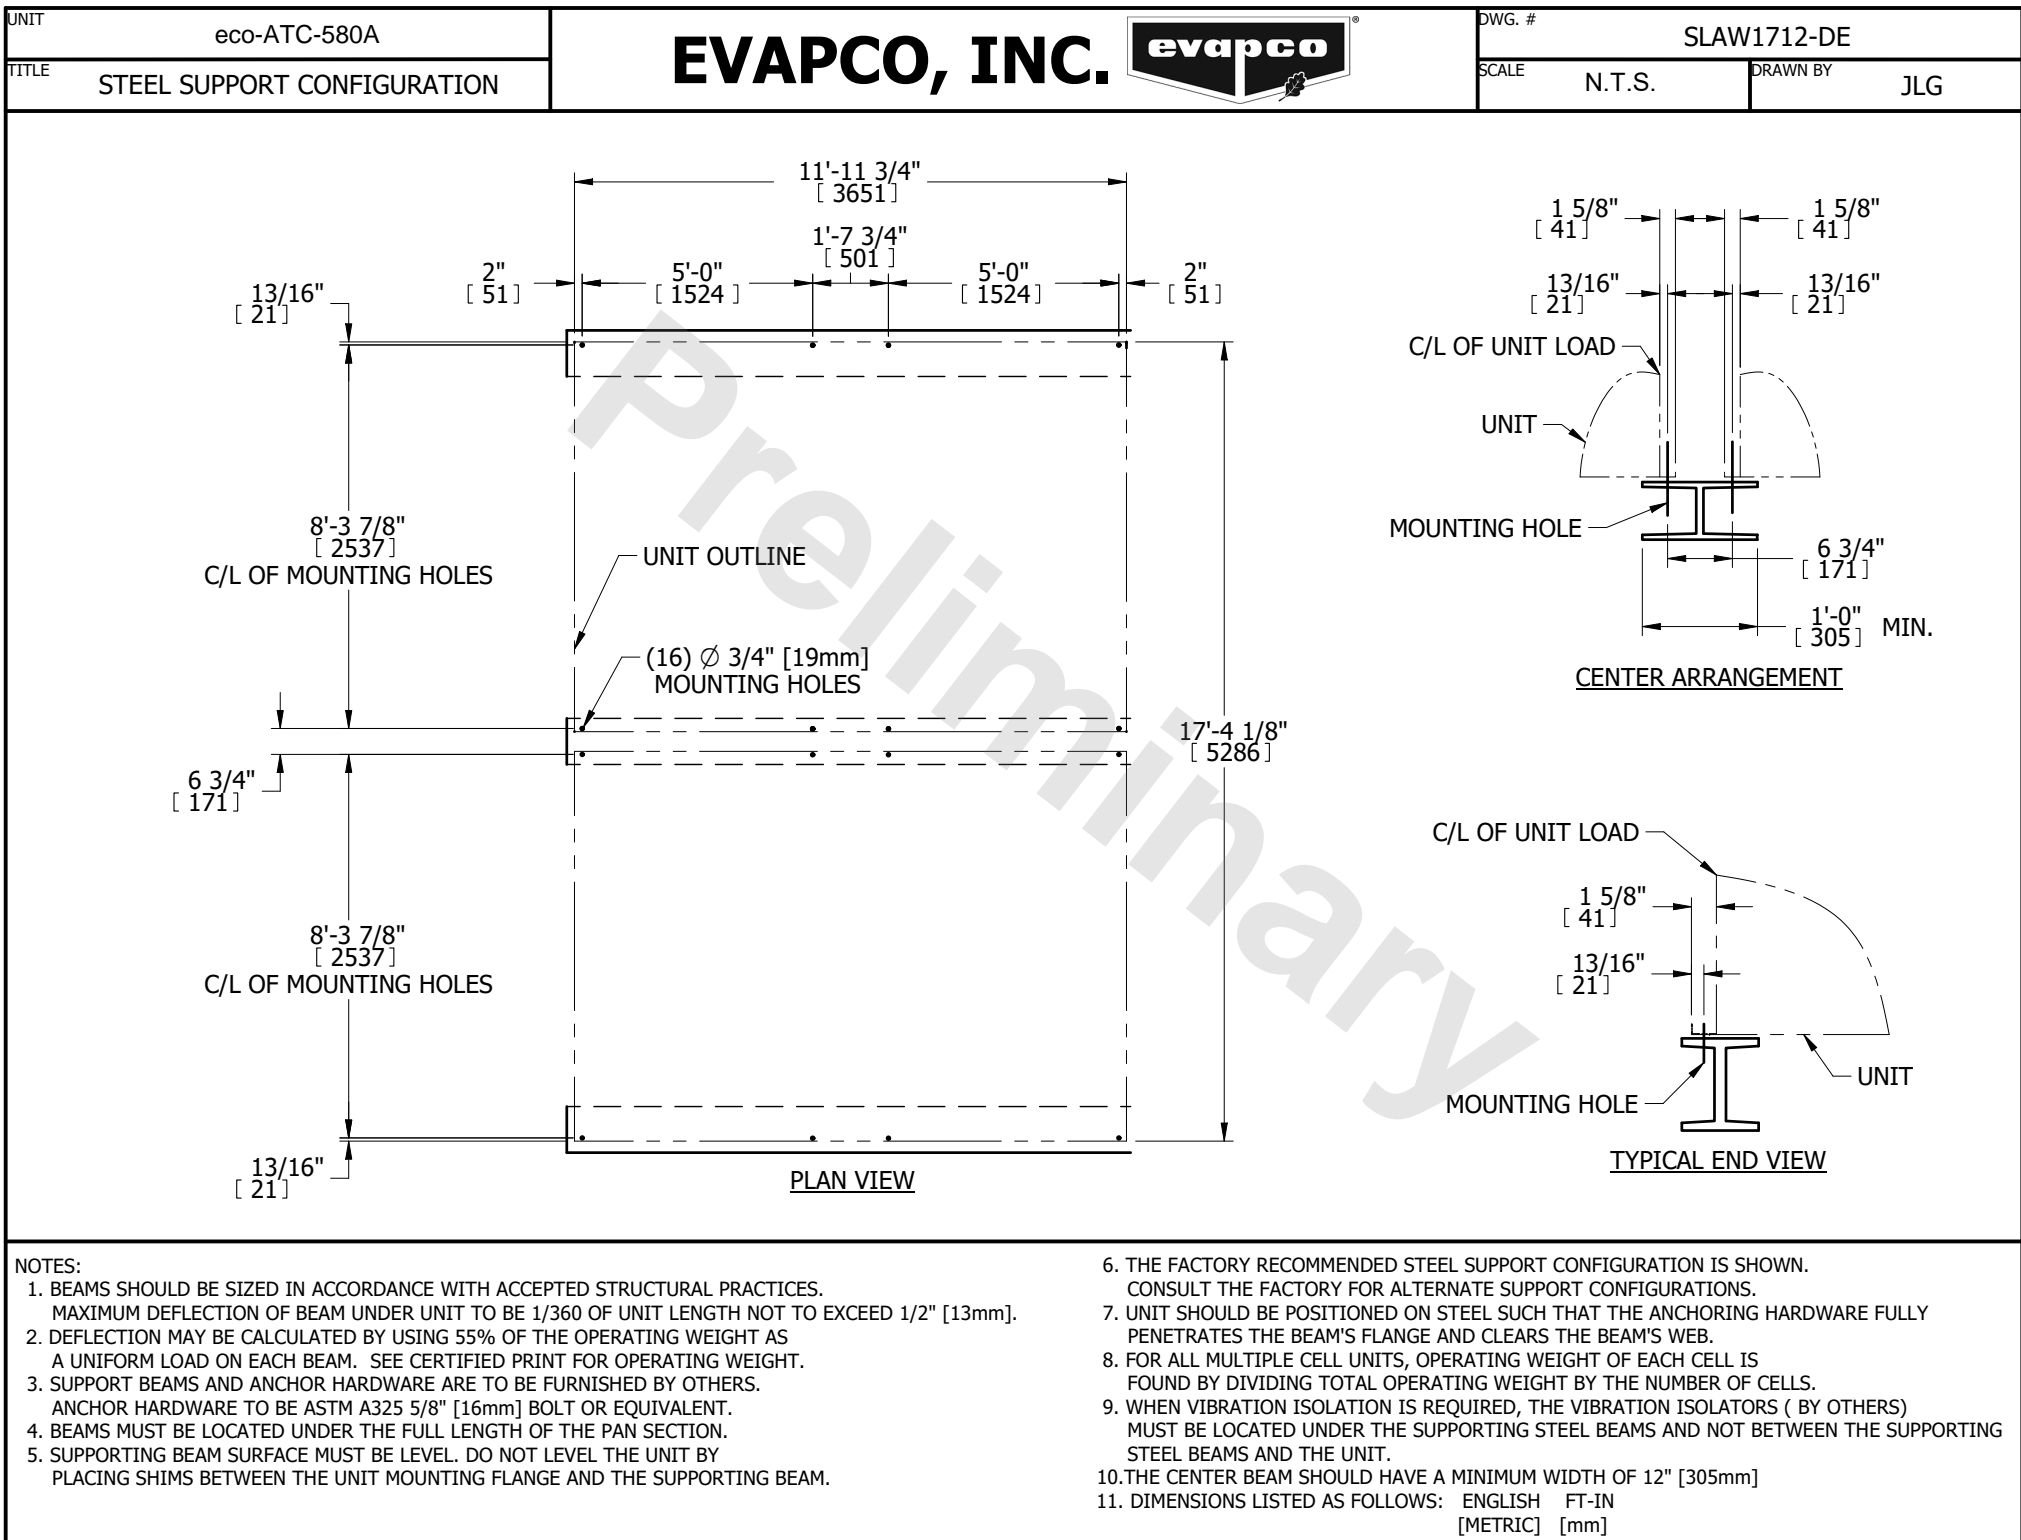 UNIT
eco-ATC-580A
TITLE
STEEL SUPPORT CONFIGURATION
EVAPCO, INC.
evapco
®
DWG. #
SLAW1712-DE
SCALE
N.T.S.
DRAWN BY
JLG
11'-11 3/4"
[ 3651 ]
1'-7 3/4"
[ 501 ]
2"
[ 51 ]
5'-0"
[ 1524 ]
5'-0"
[ 1524 ]
2"
[ 51 ]
13/16"
[ 21 ]
8'-3 7/8"
[ 2537 ]
C/L OF MOUNTING HOLES
UNIT OUTLINE
(16) Ø 3/4" [19mm]
MOUNTING HOLES
6 3/4"
[ 171 ]
17'-4 1/8"
[ 5286 ]
8'-3 7/8"
[ 2537 ]
C/L OF MOUNTING HOLES
13/16"
[ 21 ]
PLAN VIEW
Preliminary
1 5/8"
[ 41 ]
1 5/8"
[ 41 ]
13/16"
[ 21 ]
13/16"
[ 21 ]
C/L OF UNIT LOAD
UNIT
MOUNTING HOLE
6 3/4"
[ 171 ]
1'-0"
[ 305 ] MIN.
CENTER ARRANGEMENT
C/L OF UNIT LOAD
1 5/8"
[ 41 ]
13/16"
[ 21 ]
UNIT
MOUNTING HOLE
TYPICAL END VIEW
NOTES:
1. BEAMS SHOULD BE SIZED IN ACCORDANCE WITH ACCEPTED STRUCTURAL PRACTICES.
MAXIMUM DEFLECTION OF BEAM UNDER UNIT TO BE 1/360 OF UNIT LENGTH NOT TO EXCEED 1/2" [13mm].
2. DEFLECTION MAY BE CALCULATED BY USING 55% OF THE OPERATING WEIGHT AS
A UNIFORM LOAD ON EACH BEAM. SEE CERTIFIED PRINT FOR OPERATING WEIGHT.
3. SUPPORT BEAMS AND ANCHOR HARDWARE ARE TO BE FURNISHED BY OTHERS.
ANCHOR HARDWARE TO BE ASTM A325 5/8" [16mm] BOLT OR EQUIVALENT.
4. BEAMS MUST BE LOCATED UNDER THE FULL LENGTH OF THE PAN SECTION.
5. SUPPORTING BEAM SURFACE MUST BE LEVEL. DO NOT LEVEL THE UNIT BY
PLACING SHIMS BETWEEN THE UNIT MOUNTING FLANGE AND THE SUPPORTING BEAM.
6. THE FACTORY RECOMMENDED STEEL SUPPORT CONFIGURATION IS SHOWN.
CONSULT THE FACTORY FOR ALTERNATE SUPPORT CONFIGURATIONS.
7. UNIT SHOULD BE POSITIONED ON STEEL SUCH THAT THE ANCHORING HARDWARE FULLY
PENETRATES THE BEAM'S FLANGE AND CLEARS THE BEAM'S WEB.
8. FOR ALL MULTIPLE CELL UNITS, OPERATING WEIGHT OF EACH CELL IS
FOUND BY DIVIDING TOTAL OPERATING WEIGHT BY THE NUMBER OF CELLS.
9. WHEN VIBRATION ISOLATION IS REQUIRED, THE VIBRATION ISOLATORS ( BY OTHERS)
MUST BE LOCATED UNDER THE SUPPORTING STEEL BEAMS AND NOT BETWEEN THE SUPPORTING
STEEL BEAMS AND THE UNIT.
10.THE CENTER BEAM SHOULD HAVE A MINIMUM WIDTH OF 12" [305mm]
11. DIMENSIONS LISTED AS FOLLOWS: ENGLISH FT-IN
[METRIC] [mm]